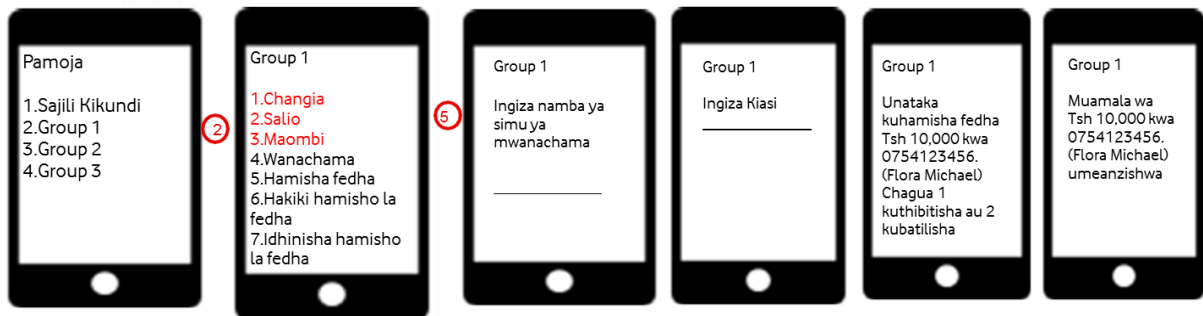 Pamoja
1.Sajili Kikundi
2.Group 1
3.Group 2
4.Group 3
2
Group 1
1.Changia
2.Salio
3.Maombi
4.Wanachama
5.Hamisha fedha
6.Hakiki hamisho la
fedha
7.Idhinisha hamisho
la fedha
5
Group 1
Ingiza namba ya
simu ya
mwanachama
Group 1
Ingiza Kiasi
Group 1
Unataka
kuhamisha fedha
Tsh 10,000 kwa
0754123456.
(Flora Michael)
Chagua 1
kuthibitisha au 2
kubatilisha
Group 1
Muamala wa
Tsh 10,000 kwa
0754123456.
(Flora Michael)
umeanzishwa